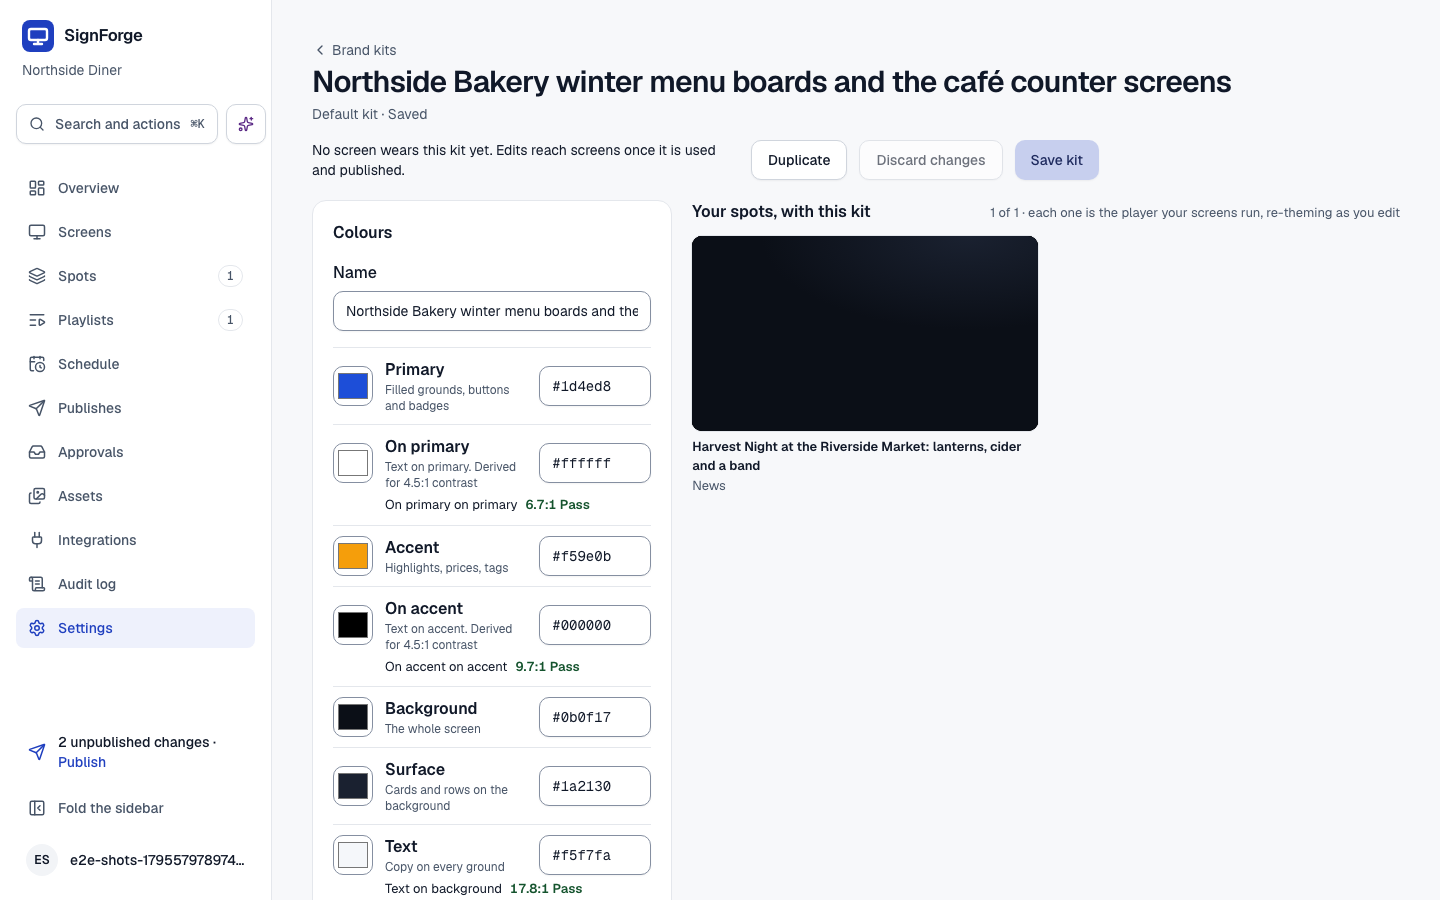 SignForge
Northside Diner
Search and actions ⌘K
Overview
Screens
Spots 1
Playlists 1
Schedule
Publishes
Approvals
Assets
Integrations
Audit log
Settings
2 unpublished changes ·
Publish
Fold the sidebar
ES e2e-shots-179557978974...
Brand kits
Northside Bakery winter menu boards and the café counter screens
Default kit · Saved
No screen wears this kit yet. Edits reach screens once it is used
and published.
Duplicate
Discard changes
Save kit
Colours
Name
Northside Bakery winter menu boards and the
Primary
Filled grounds, buttons
and badges
#1d4ed8
On primary
Text on primary. Derived
for 4.5:1 contrast
#ffffff
On primary on primary 6.7:1 Pass
Accent
Highlights, prices, tags
#f59e0b
On accent
Text on accent. Derived
for 4.5:1 contrast
#000000
On accent on accent 9.7:1 Pass
Background
The whole screen
#0b0f17
Surface
Cards and rows on the
background
#1a2130
Text
Copy on every ground
#f5f7fa
Text on background 17.8:1 Pass
Your spots, with this kit
1 of 1 · each one is the player your screens run, re-theming as you edit
Harvest Night at the Riverside Market: lanterns, cider
and a band
News